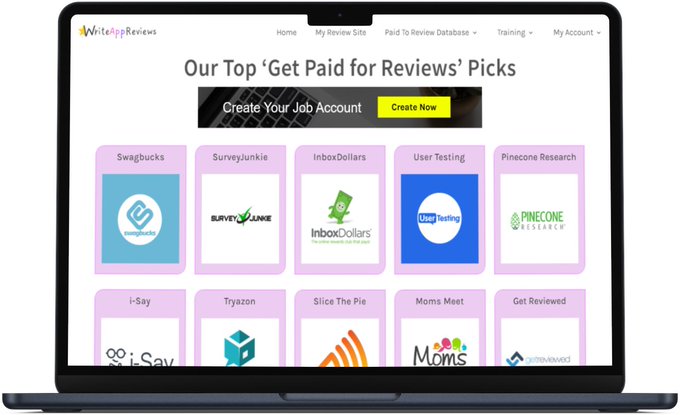 WriteAppReviews
Home My Review Site Paid To Review Database Training My Account
Our Top ‘Get Paid for Reviews’ Picks
Create Your Job Account Create Now
Swagbucks SurveyJunkie InboxDollars User Testing Pinecone Research
swagbucks
SURVEY JUNKIE
InboxDollars®
The online rewards club that pays
UserTesting
PINECONE
RESEARCH®
i-Say Tryazon Slice The Pie Moms Meet Get Reviewed
i-Say
Moms
getreviewed